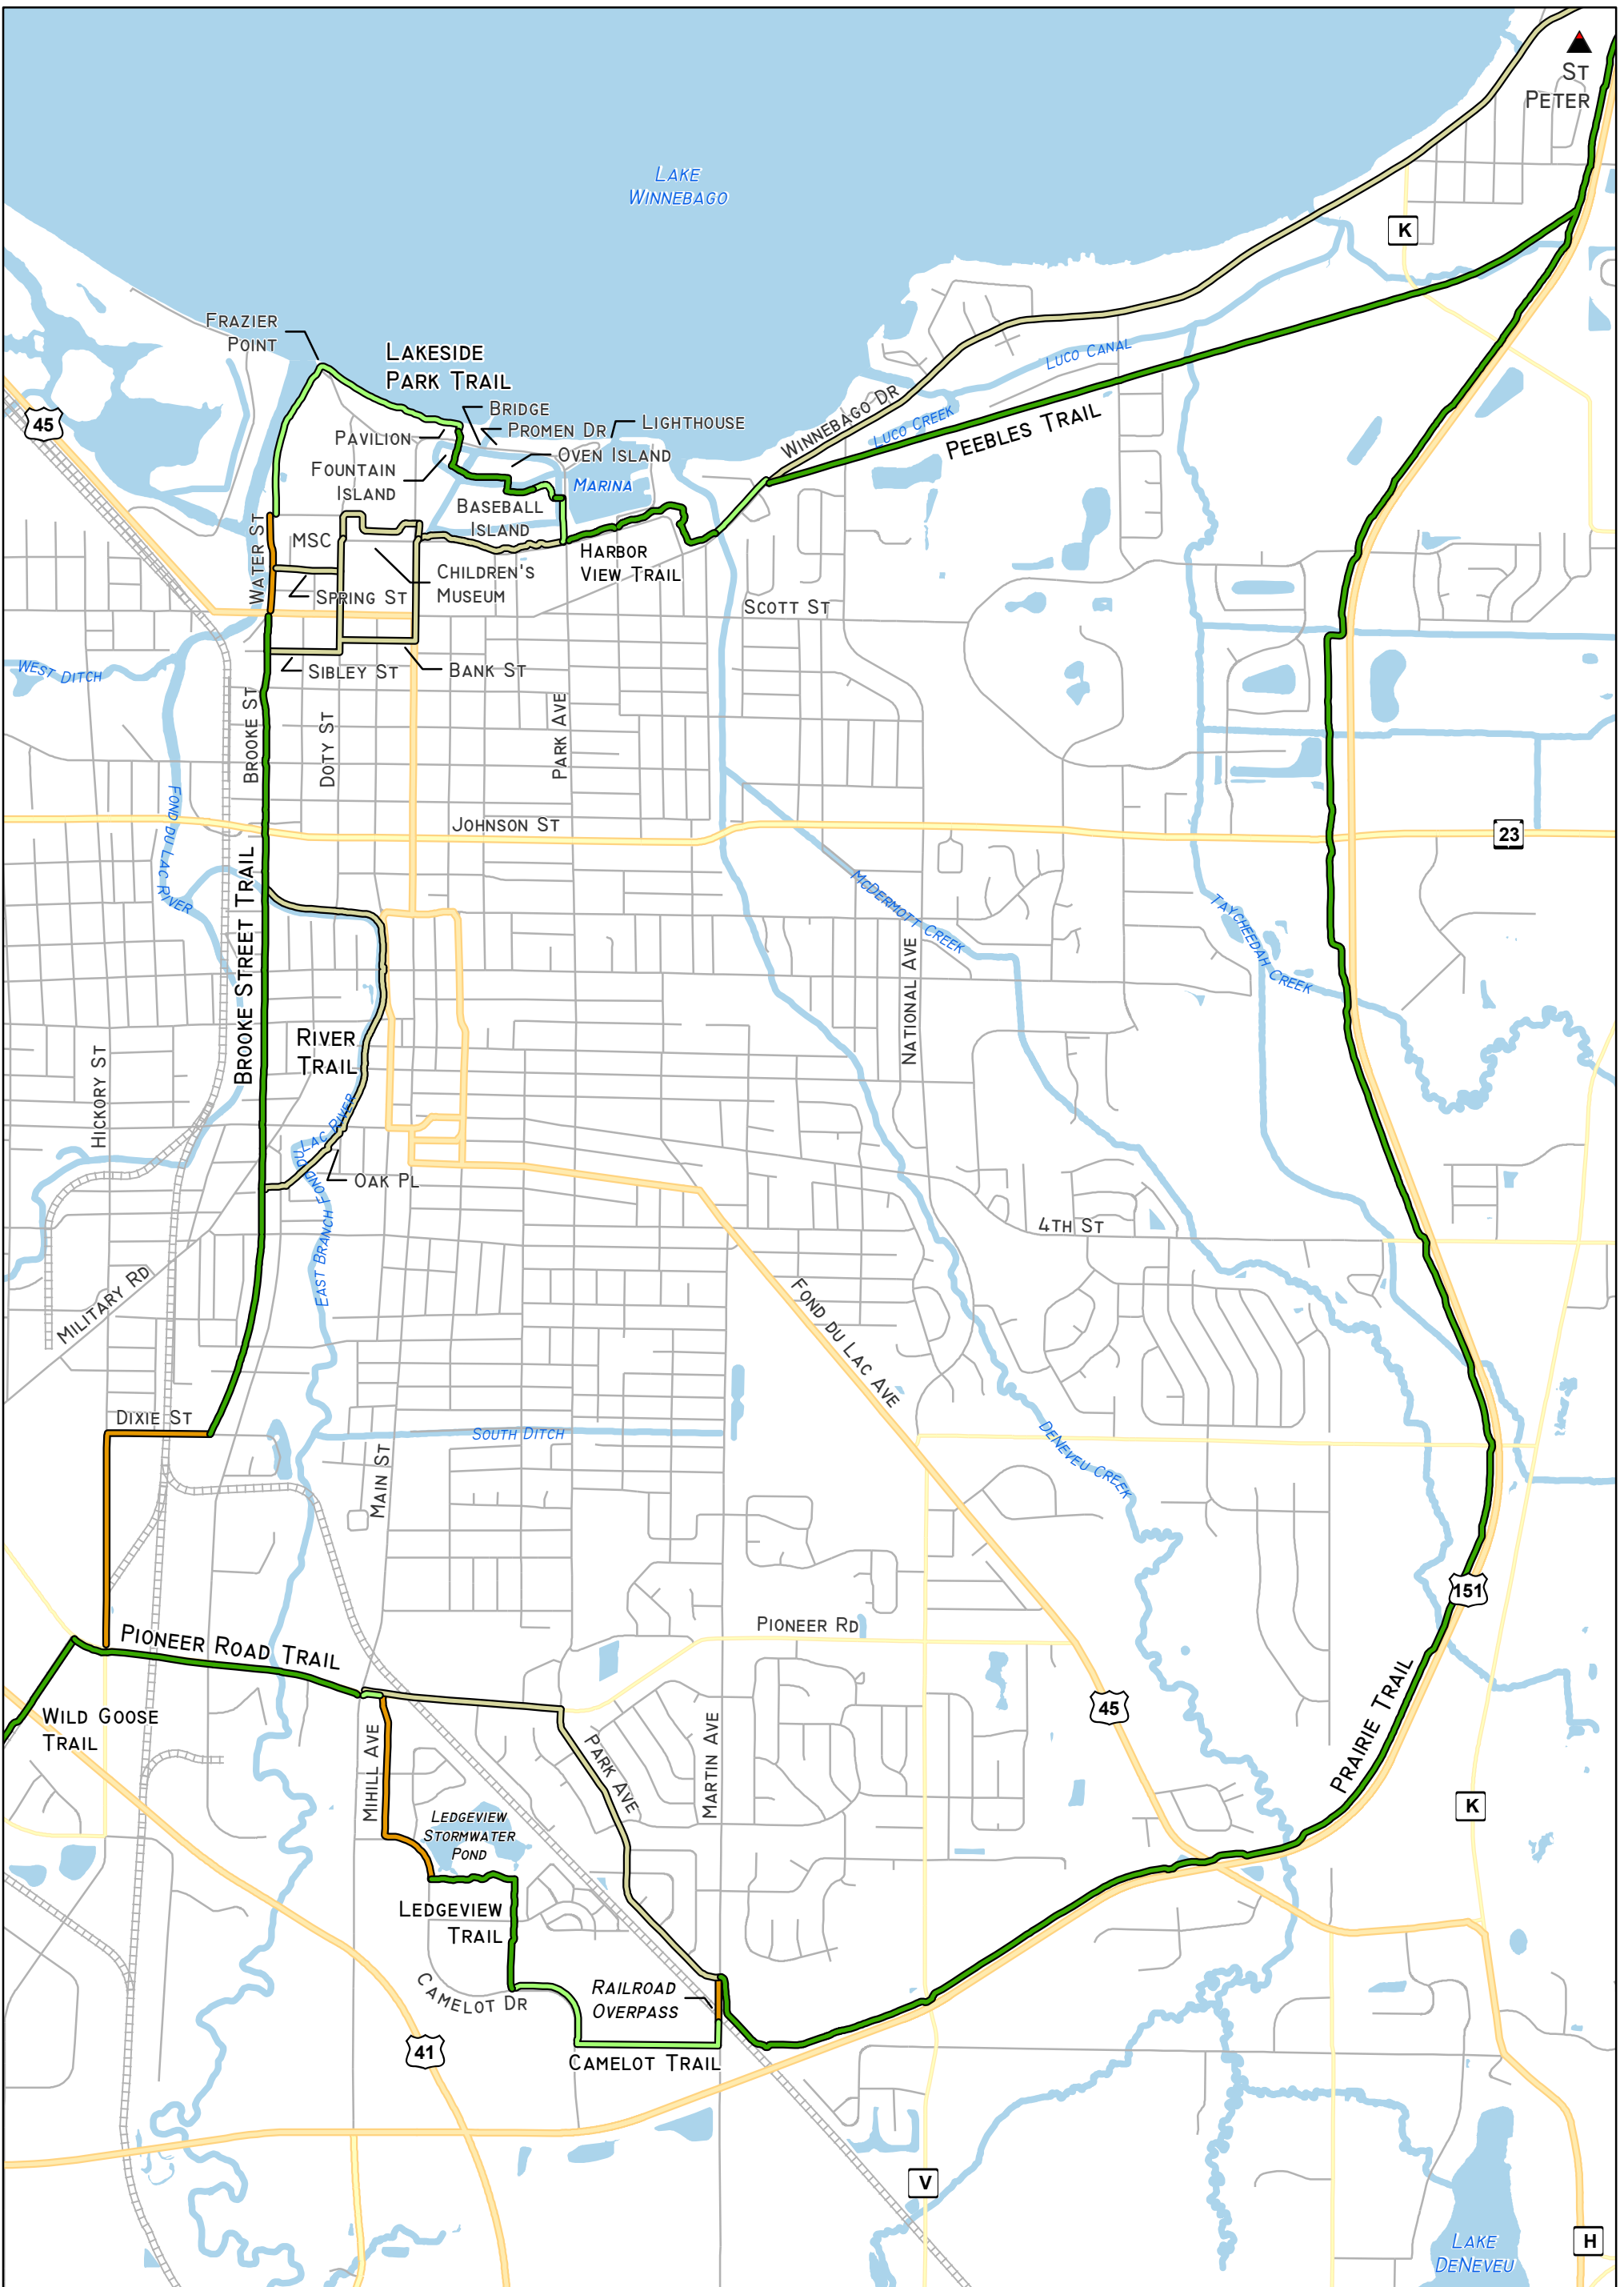 ST
PETER
LAKE
WINNEBAGO
K
FRAZIER
POINT
LAKESIDE
PARK TRAIL
BRIDGE
PROMEN DR
LIGHTHOUSE
45
PAVILION
OVEN ISLAND
FOUNTAIN
ISLAND
MARINA
BASEBALL
ISLAND
WINNEBAGO DR
LUCO CANAL
LUCO CREEK
PEEBLES TRAIL
WATER ST
MSC
HARBOR
VIEW TRAIL
CHILDREN'S
MUSEUM
SPRING ST
SCOTT ST
WEST DITCH
SIBLEY ST
BANK ST
BROOKE ST
DOTY ST
PARK AVE
JOHNSON ST
23
FOND DU LAC RIVER
BROOKE STREET TRAIL
MCDERMOTT CREEK
TAYCHEEDAH CREEK
NATIONAL AVE
RIVER
TRAIL
HICKORY ST
EAST BRANCH FOND DU LAC RIVER
OAK PL
4TH ST
MILITARY RD
FOND DU LAC AVE
DIXIE ST
SOUTH DITCH
MAIN ST
DENEVEU CREEK
151
PIONEER RD
PIONEER ROAD TRAIL
WILD GOOSE
TRAIL
45
PRAIRIE TRAIL
MIHILL AVE
PARK AVE
MARTIN AVE
K
LEDGEVIEW
STORMWATER
POND
LEDGEVIEW
TRAIL
CAMELOT DR
RAILROAD
OVERPASS
41
CAMELOT TRAIL
V
LAKE
DENEVEU
H